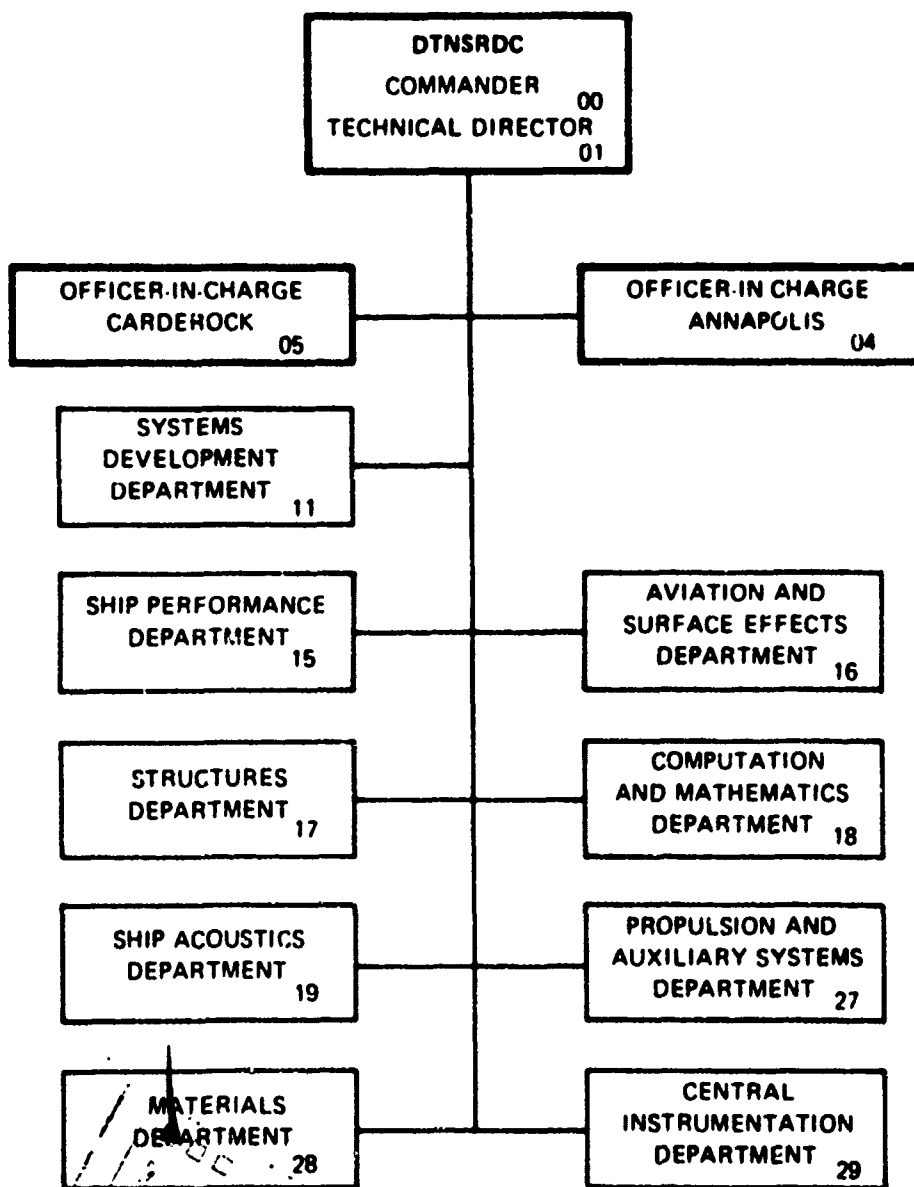 DTNSRDC
COMMANDER
00
TECHNICAL DIRECTOR
01
OFFICER-IN-CHARGE
CARDEROCK
05
OFFICER-IN CHARGE
ANNAPOLIS
04
SYSTEMS
DEVELOPMENT
DEPARTMENT
11
SHIP PERFORMANCE
DEPARTMENT
15
AVIATION AND
SURFACE EFFECTS
DEPARTMENT
16
STRUCTURES
DEPARTMENT
17
COMPUTATION
AND MATHEMATICS
DEPARTMENT
18
SHIP ACOUSTICS
DEPARTMENT
19
PROPULSION AND
AUXILIARY SYSTEMS
DEPARTMENT
27
MATERIALS
DEPARTMENT
28
CENTRAL
INSTRUMENTATION
DEPARTMENT
29